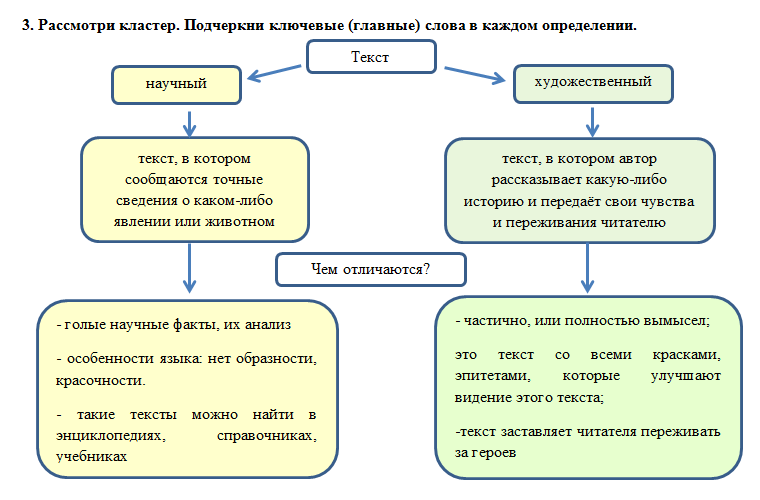 3. Рассмотри кластер. Подчеркни ключевые (главные) слова в каждом определении.
Текст
научный
художественный
текст, в котором
сообщаются точные
сведения о каком-либо
явлении или животном
текст, в котором автор
рассказывает какую-либо
историю и передаёт свои чувства
и переживания читателю
Чем отличаются?
- голые научные факты, их анализ
- особенности языка: нет образности,
красочности.
- такие тексты можно найти в
энциклопедиях, справочниках,
учебниках
- частично, или полностью вымысел;
это текст со всеми красками,
эпитетами, которые улучшают
видение этого текста;
-текст заставляет читателя переживать
за героев